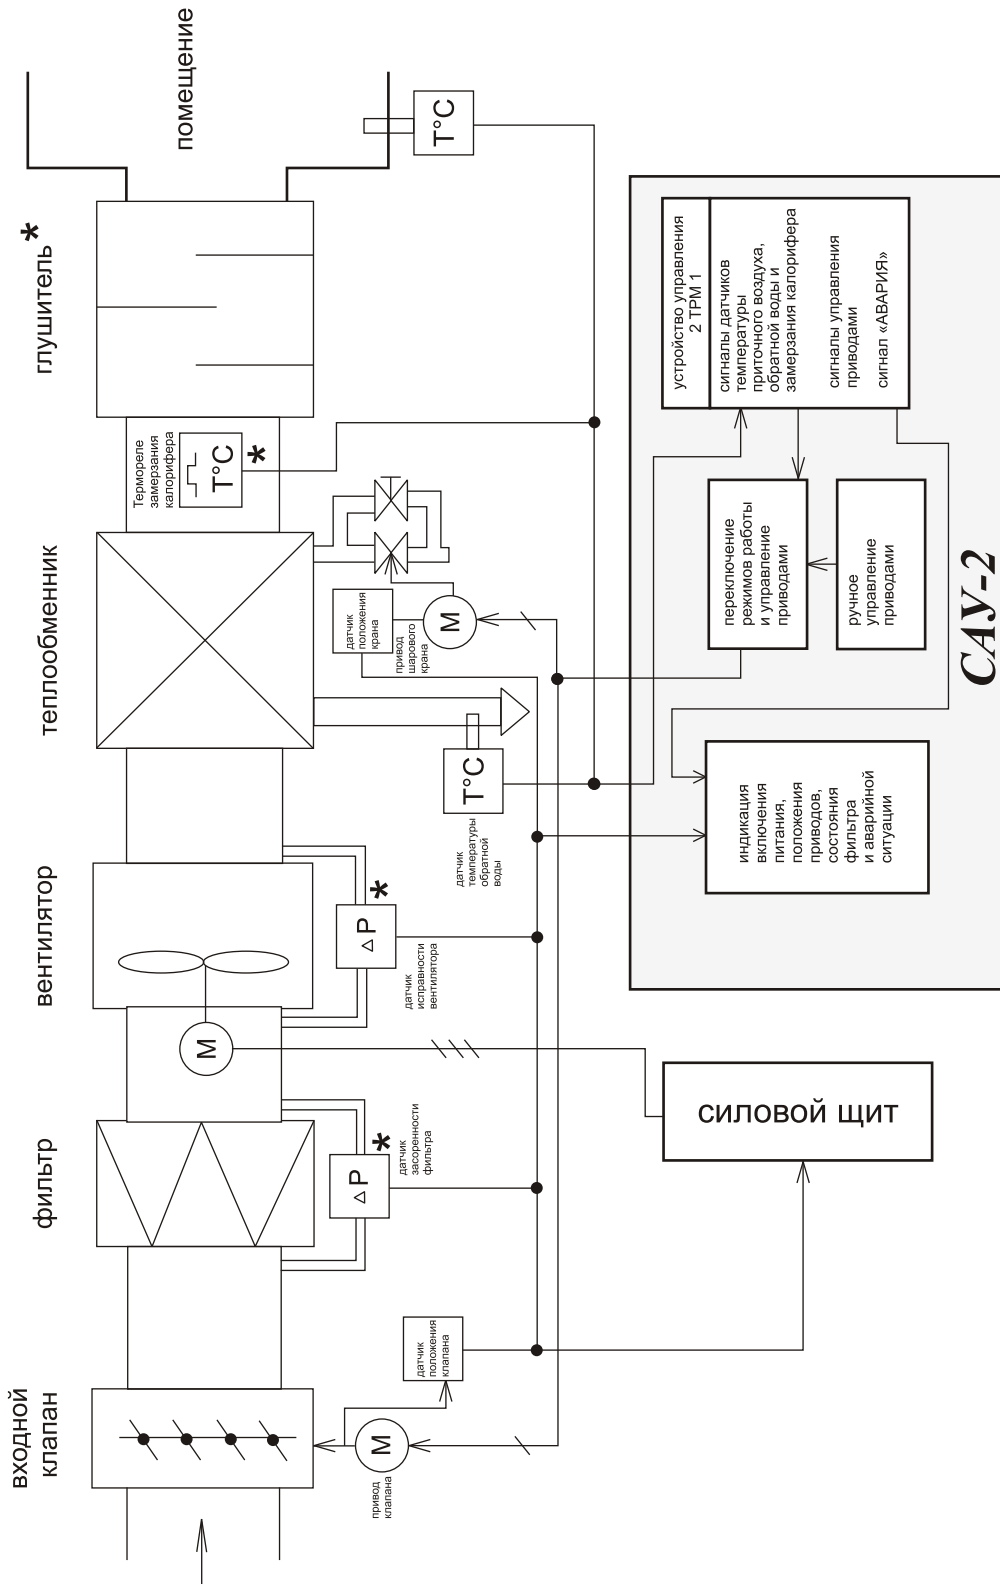 входной
клапан
фильтр
вентилятор
теплообменник
глушитель*
помещение
Термореле
замерзания
калорифера
T°C
*
T°C
М
М
привод
клапана
датчик
положения
клапана
△ P
*
датчик
засоренности
фильтра
△ P
*
датчик
исправности
вентилятора
T°C
датчик
температуры
обратной
воды
датчик
положения
крана
привод
шарового
крана
М
СИЛОВОЙ ЩИТ
индикация
включения
питания,
положения
приводов,
состояния
фильтра
и аварийной
ситуации
переключение
режимов работы
и управление
приводами
ручное
управление
приводами
устройство управления
2 ТРМ 1
сигналы датчиков
температуры
приточного воздуха,
обратной воды и
замерзания калорифера
сигналы управления
приводами
сигнал «АВАРИЯ»
САУ-2